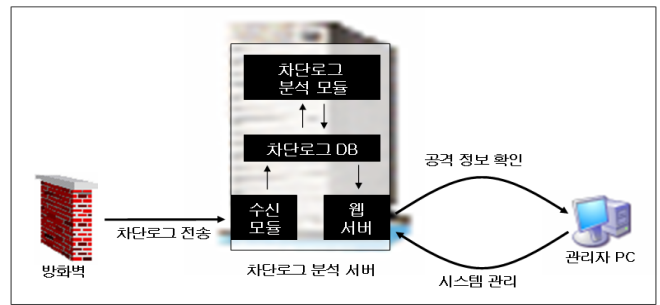 차단로그
분석 모듈
차단로그 DB
공격 정보 확인
수신
모듈
웹
서버
차단로그 전송
방화벽
관리자 PC
차단로그 분석 서버
시스템 관리